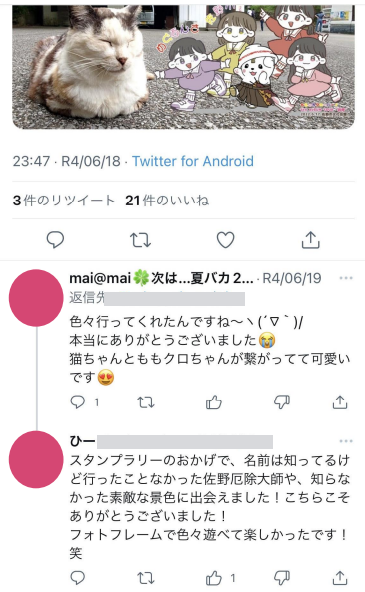 23:47 · R4/06/18 · Twitter for Android
3件のリツイート 21件のいいね
mai@mai🍀次は...夏バカ2... · R4/06/19
返信先
色々行ってくれたんですね〜ヽ(´∇｀)/
本当にありがとうございました😭
猫ちゃんとももクロちゃんが繋がってて可愛い
です😍
1
ひー
スタンプラリーのおかげで、名前は知ってるけ
ど行ったことなかった佐野厄除大師や、知らな
かった素敵な景色に出会えました！こちらこそ
ありがとうございました！
フォトフレームで色々遊べて楽しかったです！
笑
1